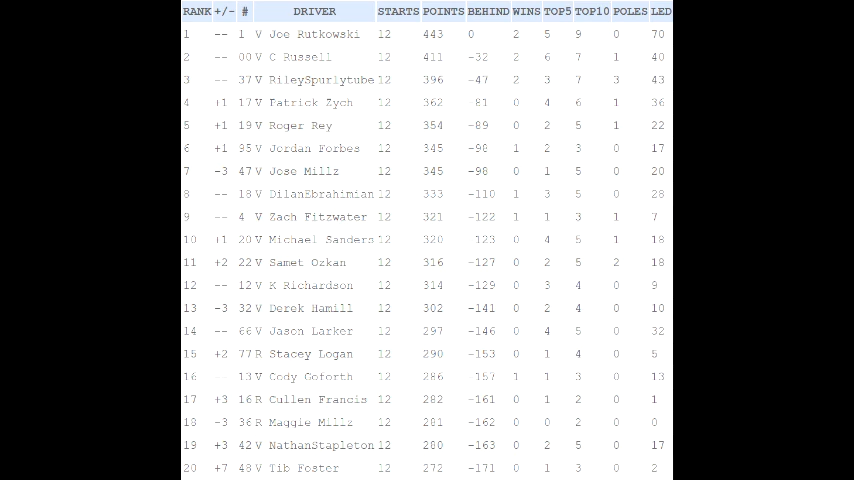 RANK +/- # DRIVER STARTS POINTS BEHIND WINS TOP5 TOP10 POLES LED
1 -- 1 V Joe Rutkowski 12 443 0 2 5 9 0 70
2 -- 00 V C Russell 12 411 -32 2 6 7 1 40
3 -- 37 V RileySpurlytube 12 396 -47 2 3 7 3 43
4 +1 17 V Patrick Zych 12 362 -81 0 4 6 1 36
5 +1 19 V Roger Rey 12 354 -89 0 2 5 1 22
6 +1 95 V Jordan Forbes 12 345 -98 1 2 3 0 17
7 -3 47 V Jose Millz 12 345 -98 0 1 5 0 20
8 -- 18 V DilanEbrahimian 12 333 -110 1 3 5 0 28
9 -- 4 V Zach Fitzwater 12 321 -122 1 1 3 1 7
10 +1 20 V Michael Sanders 12 320 123 0 4 5 1 18
11 +2 22 V Samet Ozkan 12 316 -127 0 2 5 2 18
12 -- 12 V K Richardson 12 314 -129 0 3 4 0 9
13 -3 32 V Derek Hamill 12 302 -141 0 2 4 0 10
14 -- 66 V Jason Larker 12 297 -146 0 4 5 0 32
15 +2 77 R Stacey Logan 12 290 -153 0 1 4 0 5
16 -- 13 V Cody Goforth 12 286 -157 1 1 3 0 13
17 +3 16 R Cullen Francis 12 282 -161 0 1 2 0 1
18 -3 36 R Maggie Millz 12 281 -162 0 0 2 0 0
19 +3 42 V NathanStapleton 12 280 -163 0 2 5 0 17
20 +7 48 V Tib Foster 12 272 -171 0 1 3 0 2